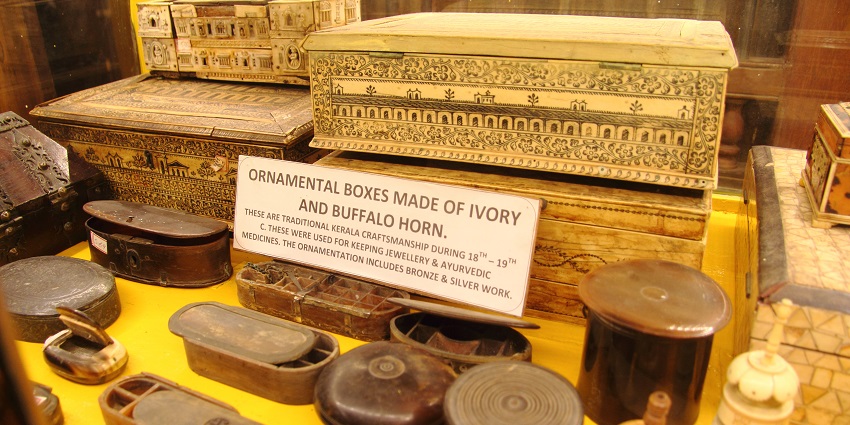 ORNAMENTAL BOXES MADE OF IVORY
AND BUFFALO HORN.
THESE ARE TRADITIONAL KERALA CRAFTSMANSHIP DURING 18TH – 19TH
C. THESE WERE USED FOR KEEPING JEWELLERY & AYURVEDIC
MEDICINES. THE ORNAMENTATION INCLUDES BRONZE & SILVER WORK.